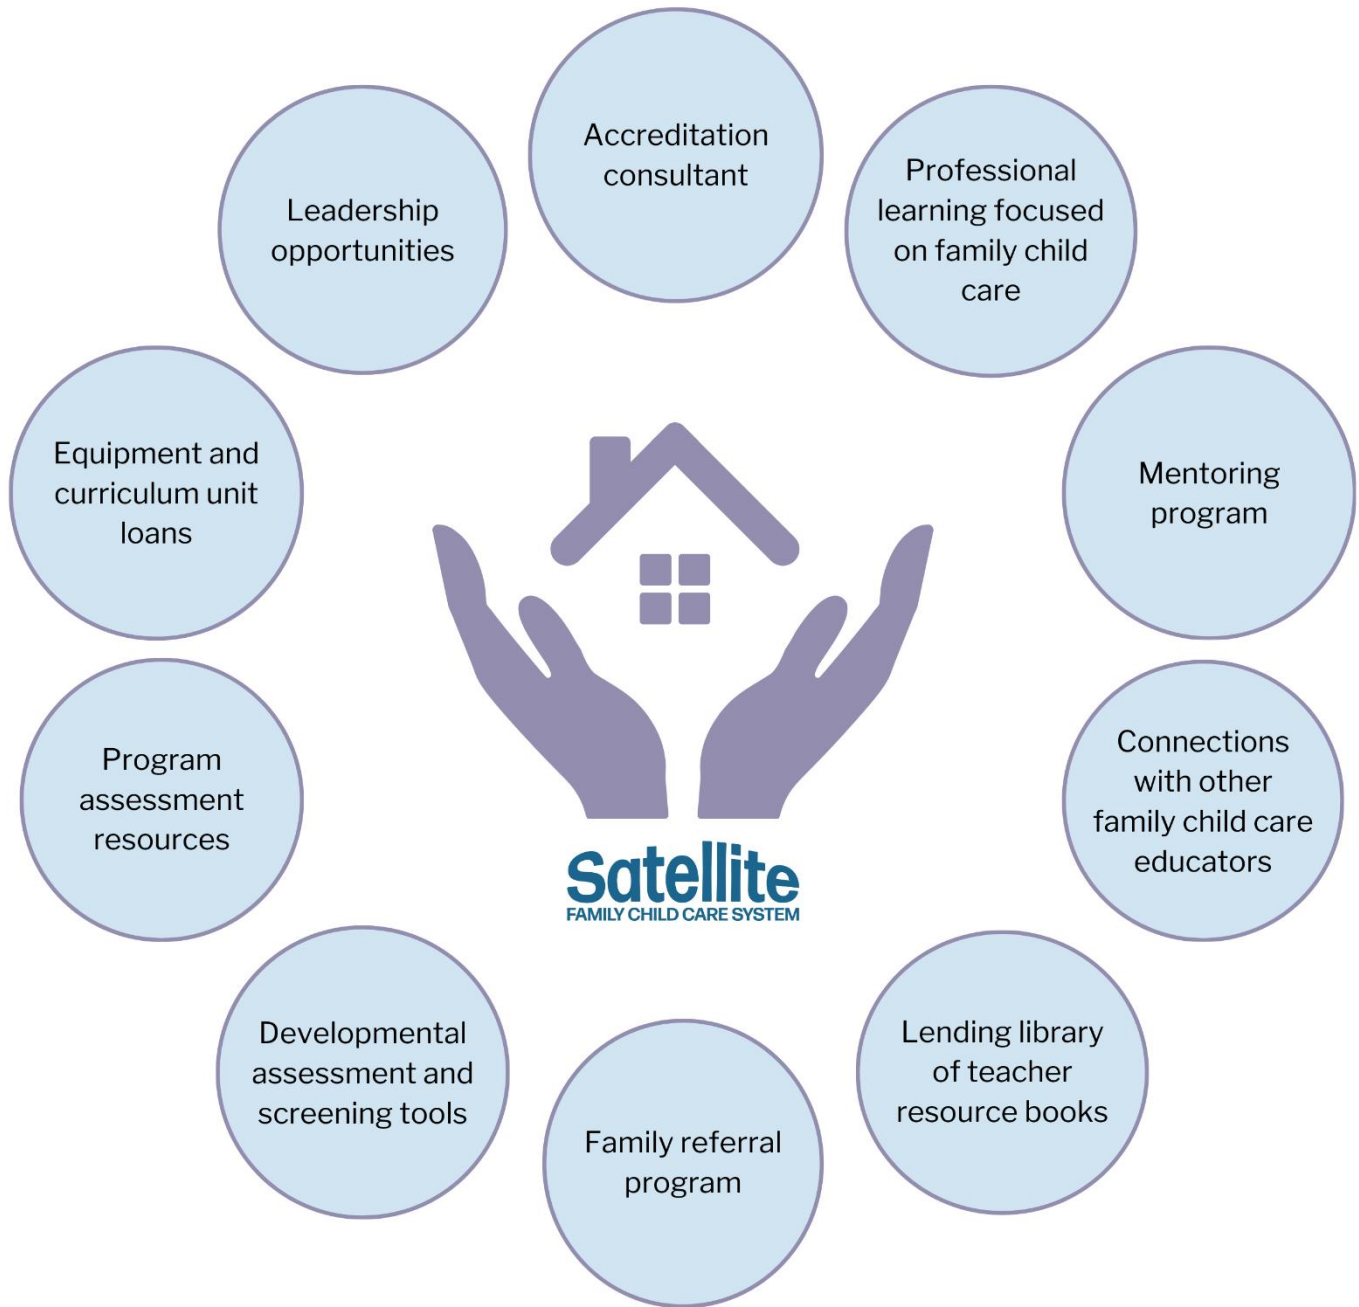 Accreditation
consultant
Professional
learning focused
on family child
care
Mentoring
program
Connections
with other
family child care
educators
Lending library
of teacher
resource books
Family referral
program
Developmental
assessment and
screening tools
Program
assessment
resources
Equipment and
curriculum unit
loans
Leadership
opportunities
Satellite
FAMILY CHILD CARE SYSTEM